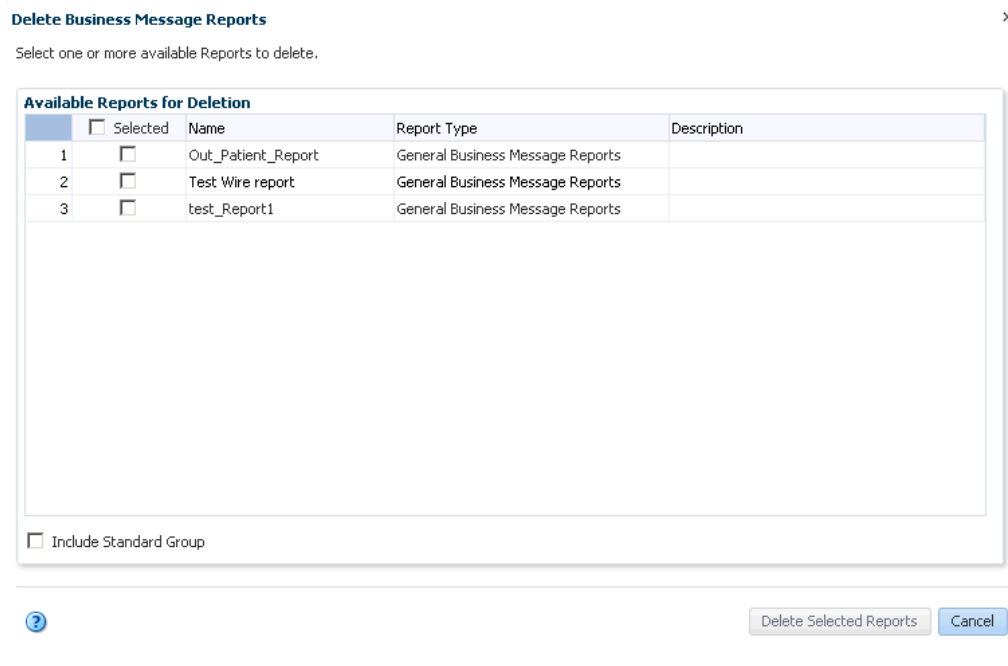 Delete Business Message Reports
Select one or more available Reports to delete.
Available Reports for Deletion
Selected Name Report Type Description
1 Out_Patient_Report General Business Message Reports
2 Test Wire report General Business Message Reports
3 test_Report1 General Business Message Reports
Include Standard Group
? Delete Selected Reports Cancel